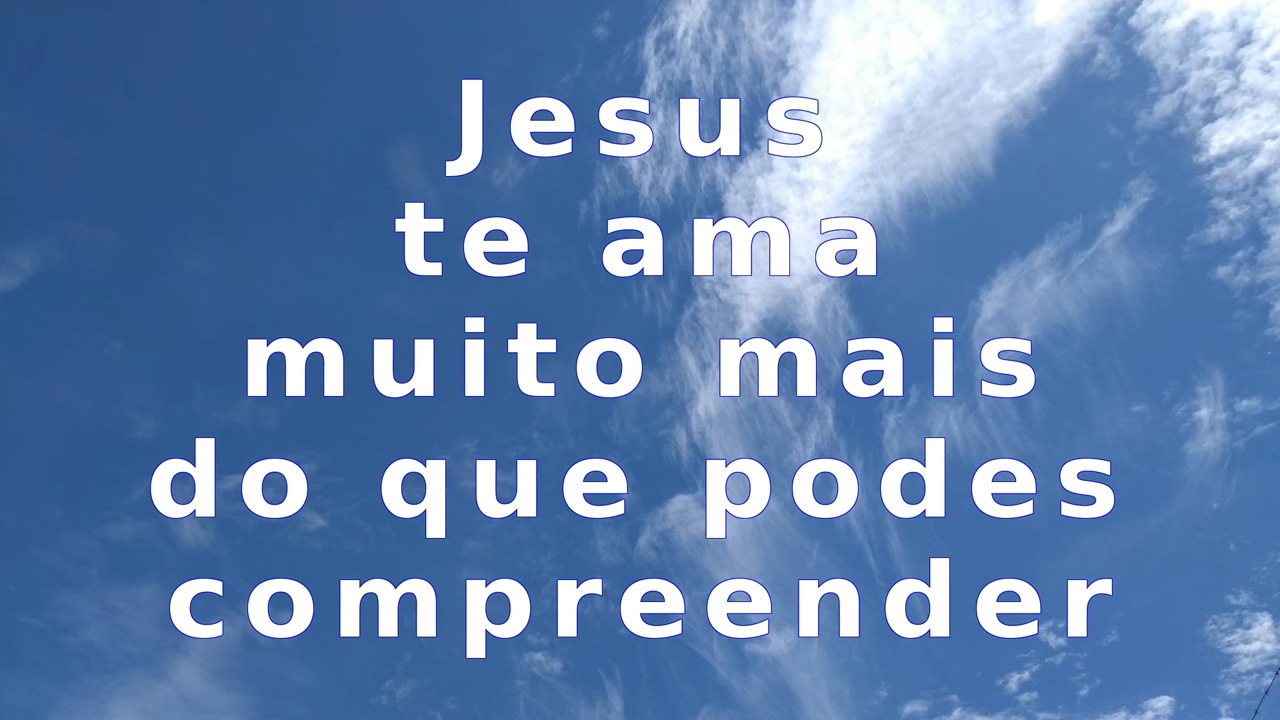 Jesus
te ama
muito mais
do que podes
compreender